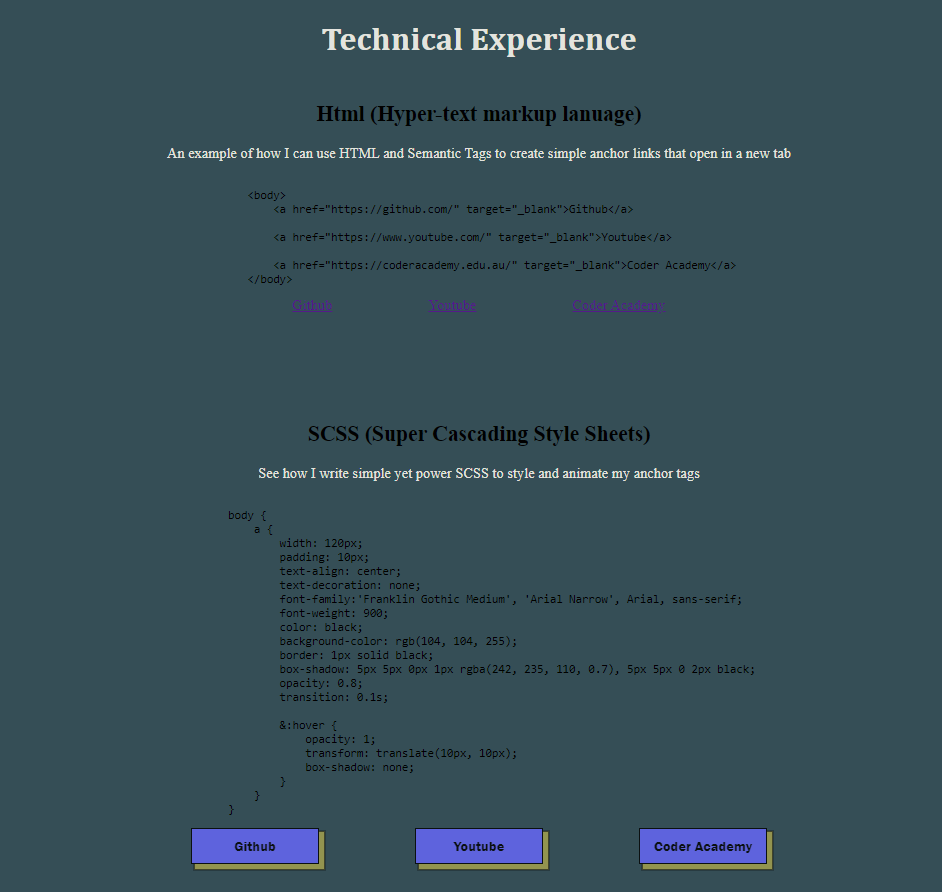 Technical Experience
Html (Hyper-text markup lanuage)
An example of how I can use HTML and Semantic Tags to create simple anchor links that open in a new tab
<body>
    <a href="https://github.com/" target="_blank">Github</a>
    <a href="https://www.youtube.com/" target="_blank">Youtube</a>
    <a href="https://coderacademy.edu.au/" target="_blank">Coder Academy</a>
</body>
Github Youtube Coder Academy
SCSS (Super Cascading Style Sheets)
See how I write simple yet power SCSS to style and animate my anchor tags
body {
    a {
        width: 120px;
        padding: 10px;
        text-align: center;
        text-decoration: none;
        font-family:'Franklin Gothic Medium', 'Arial Narrow', Arial, sans-serif;
        font-weight: 900;
        color: black;
        background-color: rgb(104, 104, 255);
        border: 1px solid black;
        box-shadow: 5px 5px 0px 1px rgba(242, 235, 110, 0.7), 5px 5px 0 2px black;
        opacity: 0.8;
        transition: 0.1s;
        &:hover {
            opacity: 1;
            transform: translate(10px, 10px);
            box-shadow: none;
        }
    }
}
Github Youtube Coder Academy